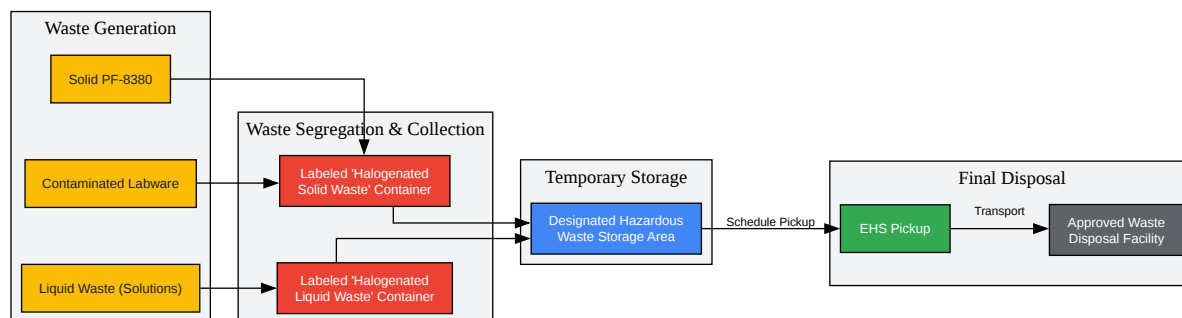 Waste Generation
Solid PF-8380
Contaminated Labware
Liquid Waste (Solutions)
Waste Segregation & Collection
Labeled 'Halogenated
Solid Waste' Container
Labeled 'Halogenated
Liquid Waste' Container
Temporary Storage
Designated Hazardous
Waste Storage Area
Schedule Pickup
Final Disposal
EHS Pickup
Transport
Approved Waste
Disposal Facility